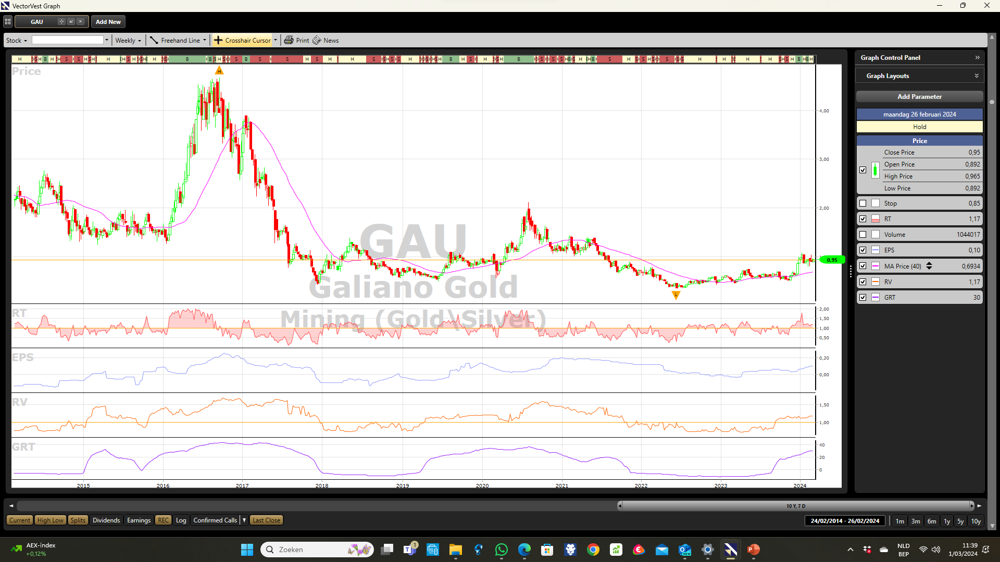 VectorVest Graph
GAU
Add New
Stock
Weekly
Freehand Line
Crosshair Cursor
Print
News
Price
H
4,00
3,00
2,00
0,95
L
GAU
Galiano Gold
Mining (Gold\Silver)
RT
2,00
1,50
1,00
0,50
EPS
0,20
0,00
RV
1,50
1,00
GRT
40
20
0
2015 2016 2017 2018 2019 2020 2021 2022 2023 2024
10 Y, 7 D
Current High Low Splits Dividends Earnings REC Log Confirmed Calls Last Close
24/02/2014 - 26/02/2024
1m 3m 6m 1y 5y 10y
Graph Control Panel
Graph Layouts
Add Parameter
maandag 26 februari 2024
Hold
Price
Close Price 0,95
Open Price 0,892
High Price 0,965
Low Price 0,892
Stop 0,85
RT 1,17
Volume 1044017
EPS 0,10
MA Price (40) 0,6934
RV 1,17
GRT 30
AEX-index
+0,12%
Zoeken
1
NLD
BEP
11:39
1/03/2024